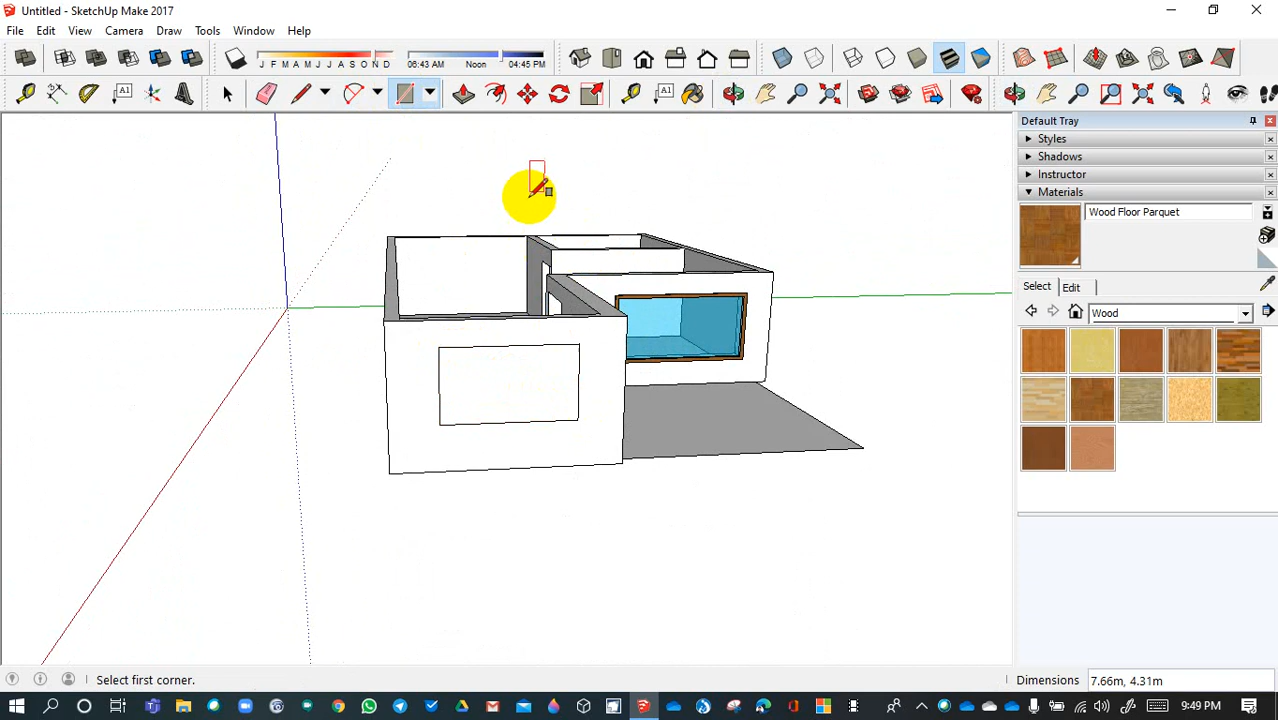 Untitled - SketchUp Make 2017
File Edit View Camera Draw Tools Window Help
J F M A M J J A S O N D
06:43 AM Noon 04:45 PM
A1
A1
Default Tray
Styles
Shadows
Instructor
Materials
Wood Floor Parquet
Select Edit
Wood
Select first corner.
Dimensions 7.66m, 4.31m
9:49 PM